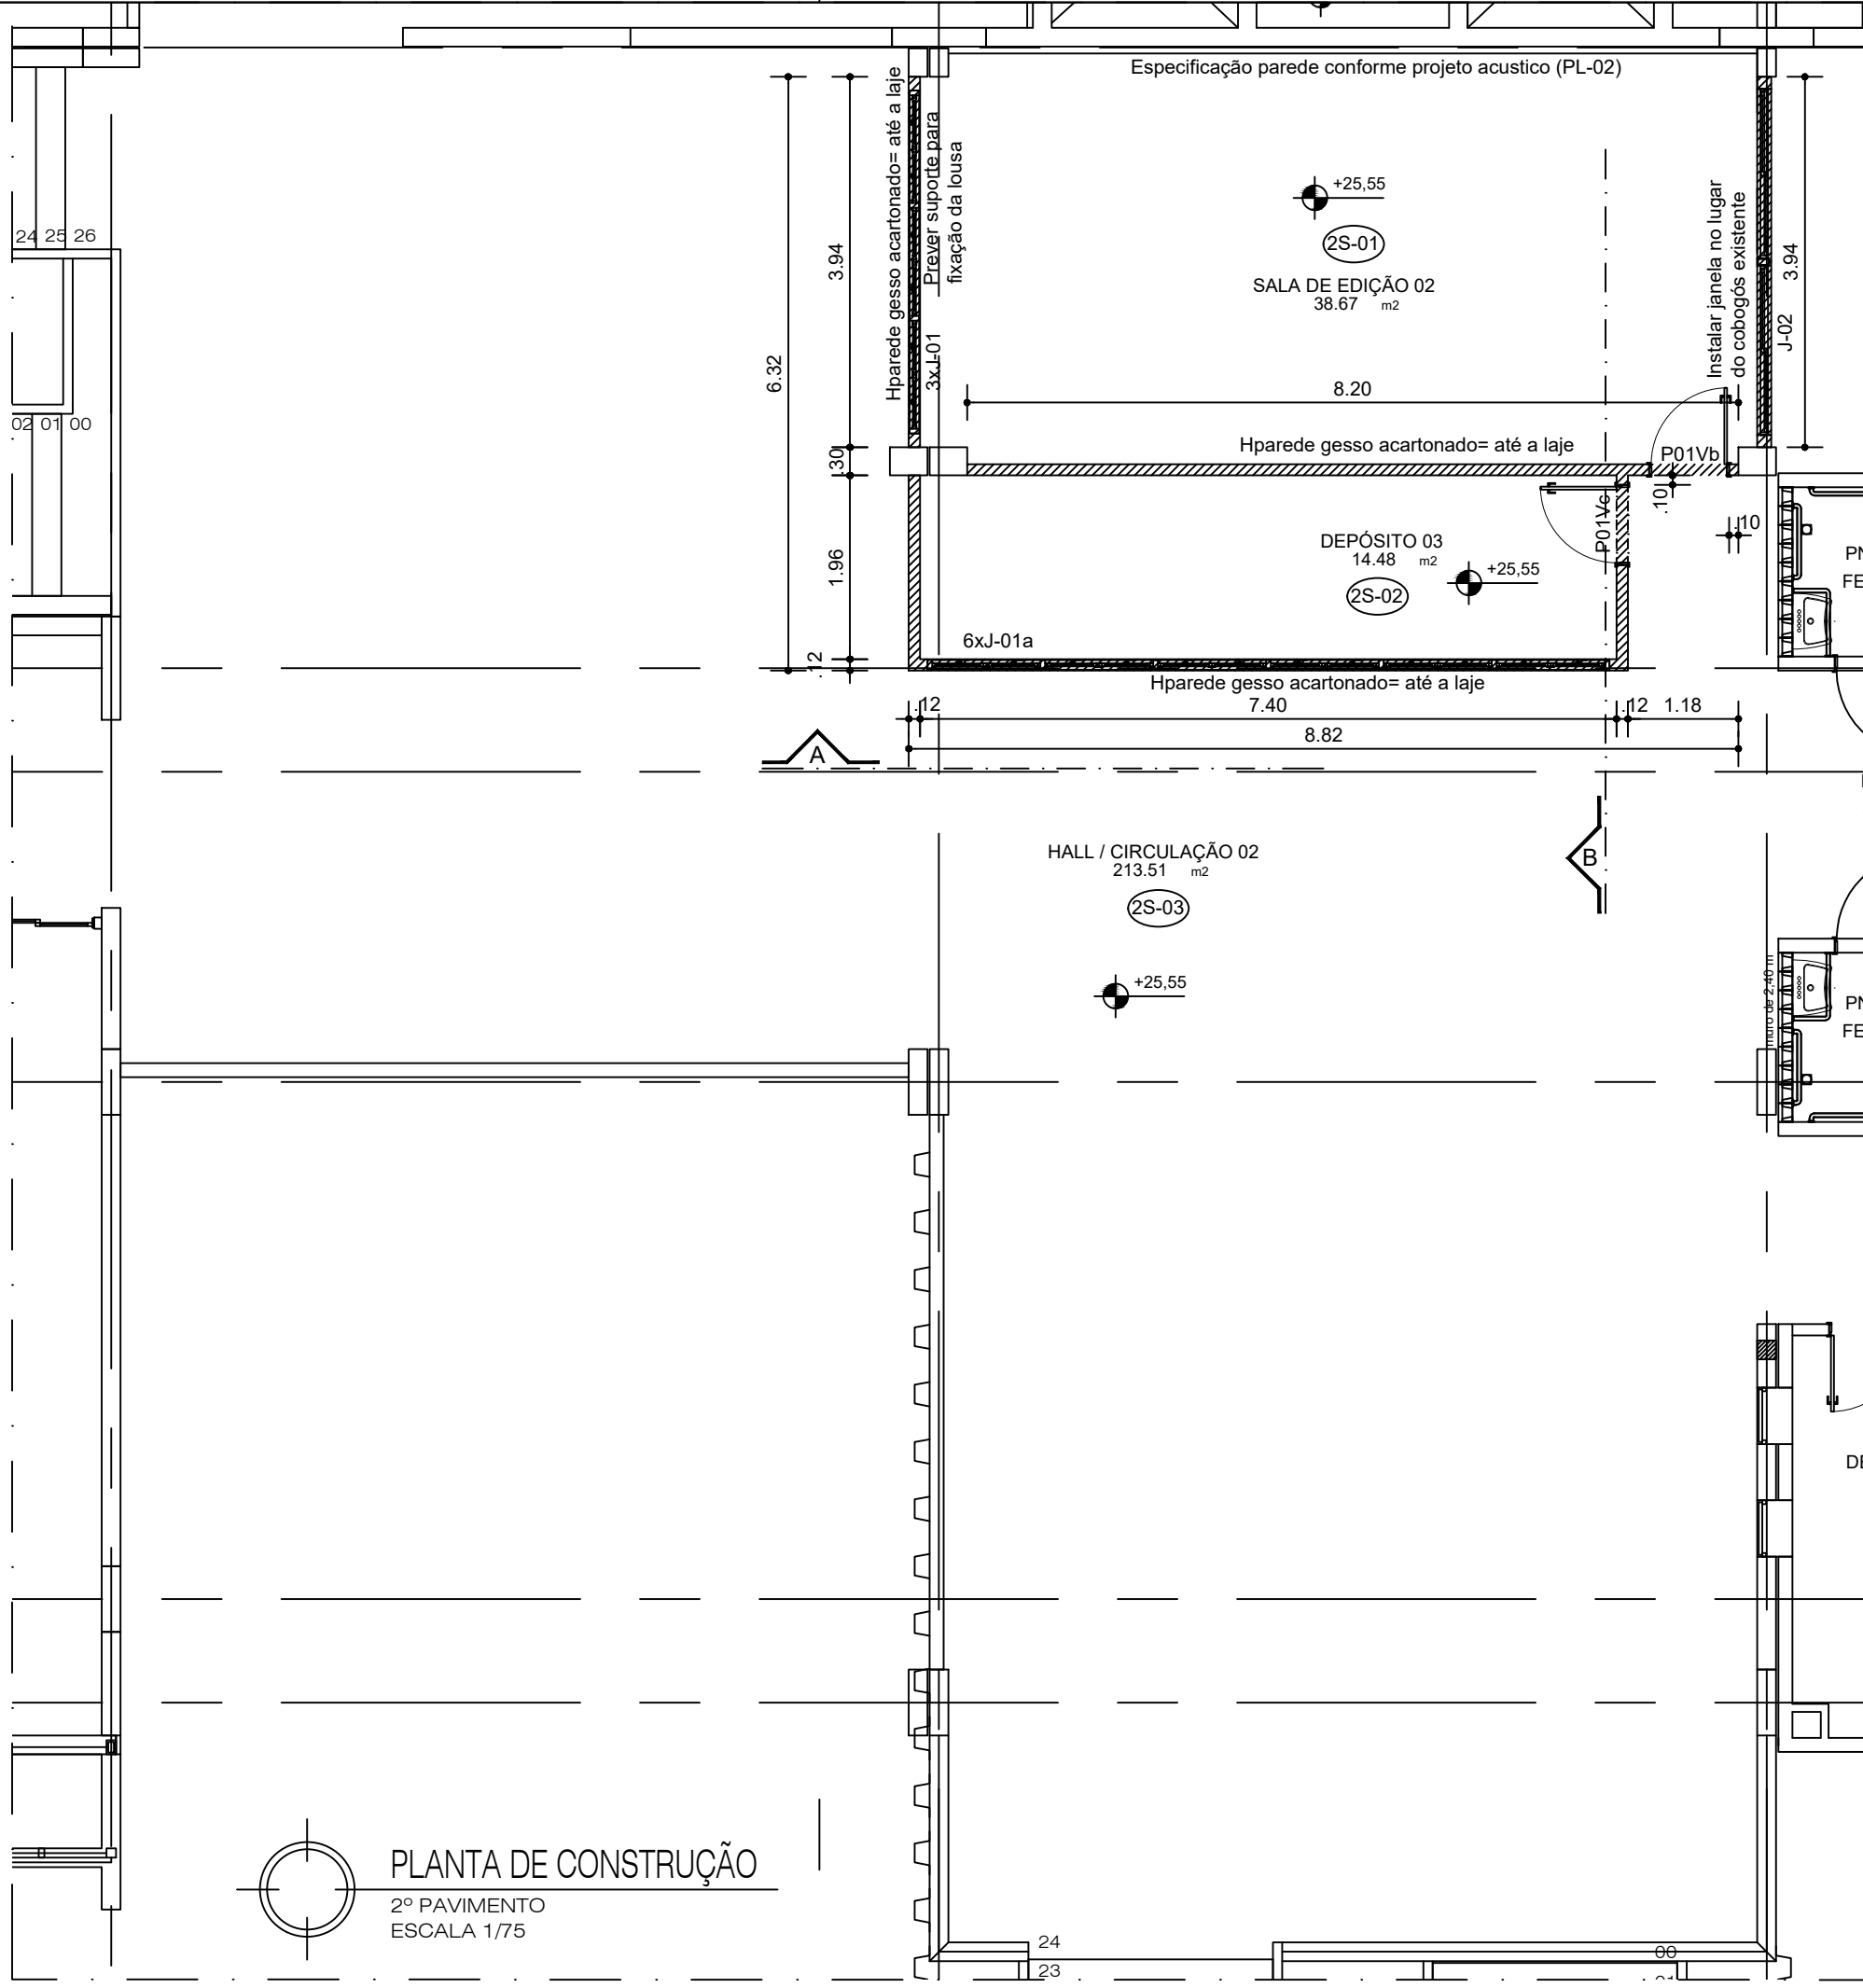 Especificação parede conforme projeto acustico (PL-02)
Hparede gesso acartonado= até a laje
Prever suporte para
fixação da lousa
+25,55
2S-01
SALA DE EDIÇÃO 02
38.67 m2
Instalar janela no lugar
do cobogós existente
J-02
3.94
24 25 26
3.94
6.32
3xJ-01
8.20
02 01 00
Hparede gesso acartonado= até a laje
P01Vb
.30
.10
P01Vc
.10
DEPÓSITO 03
14.48 m2
+25,55
2S-02
1.96
6xJ-01a
.12
Hparede gesso acartonado= até a laje
.12
7.40
.12
1.18
8.82
A
HALL / CIRCULAÇÃO 02
213.51 m2
2S-03
B
+25,55
muro de 2,40 m
PLANTA DE CONSTRUÇÃO
2º PAVIMENTO
ESCALA 1/75
24
23
00